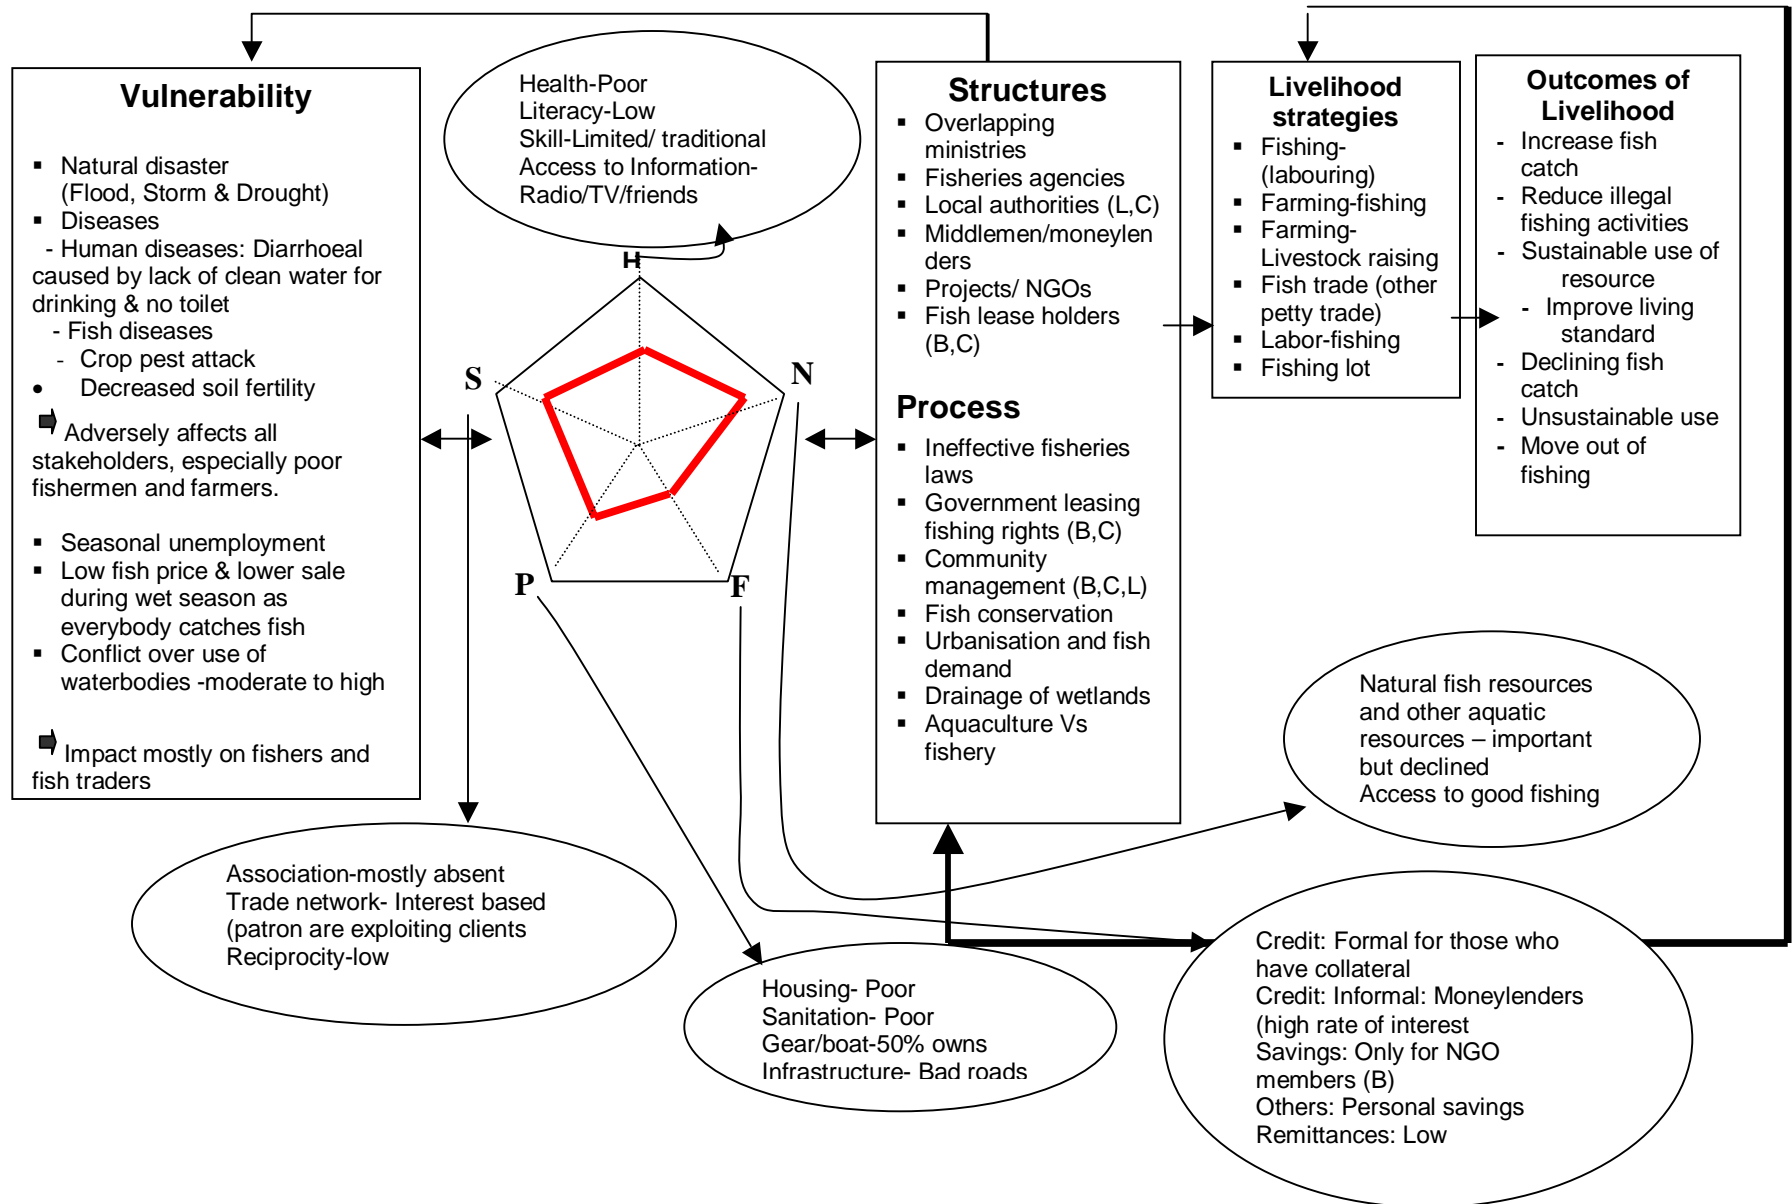 Vulnerability
▪ Natural disaster
(Flood, Storm & Drought)
▪ Diseases
- Human diseases: Diarrhoeal
caused by lack of clean water for
drinking & no toilet
- Fish diseases
- Crop pest attack
• Decreased soil fertility
Adversely affects all
stakeholders, especially poor
fishermen and farmers.
▪ Seasonal unemployment
▪ Low fish price & lower sale
during wet season as
everybody catches fish
▪ Conflict over use of
waterbodies -moderate to high
Impact mostly on fishers and
fish traders
Health-Poor
Literacy-Low
Skill-Limited/ traditional
Access to Information-
Radio/TV/friends
H
S
N
P
F
Structures
▪ Overlapping
ministries
▪ Fisheries agencies
▪ Local authorities (L,C)
▪ Middlemen/moneylen
ders
▪ Projects/ NGOs
▪ Fish lease holders
(B,C)
Process
▪ Ineffective fisheries
laws
▪ Government leasing
fishing rights (B,C)
▪ Community
management (B,C,L)
▪ Fish conservation
▪ Urbanisation and fish
demand
▪ Drainage of wetlands
▪ Aquaculture Vs
fishery
Livelihood
strategies
▪ Fishing-
(labouring)
▪ Farming-fishing
▪ Farming-
Livestock raising
▪ Fish trade (other
petty trade)
▪ Labor-fishing
▪ Fishing lot
Outcomes of
Livelihood
- Increase fish
catch
- Reduce illegal
fishing activities
- Sustainable use of
resource
- Improve living
standard
- Declining fish
catch
- Unsustainable use
- Move out of
fishing
Natural fish resources
and other aquatic
resources – important
but declined
Access to good fishing
Association-mostly absent
Trade network- Interest based
(patron are exploiting clients
Reciprocity-low
Housing- Poor
Sanitation- Poor
Gear/boat-50% owns
Infrastructure- Bad roads
Credit: Formal for those who
have collateral
Credit: Informal: Moneylenders
(high rate of interest
Savings: Only for NGO
members (B)
Others: Personal savings
Remittances: Low